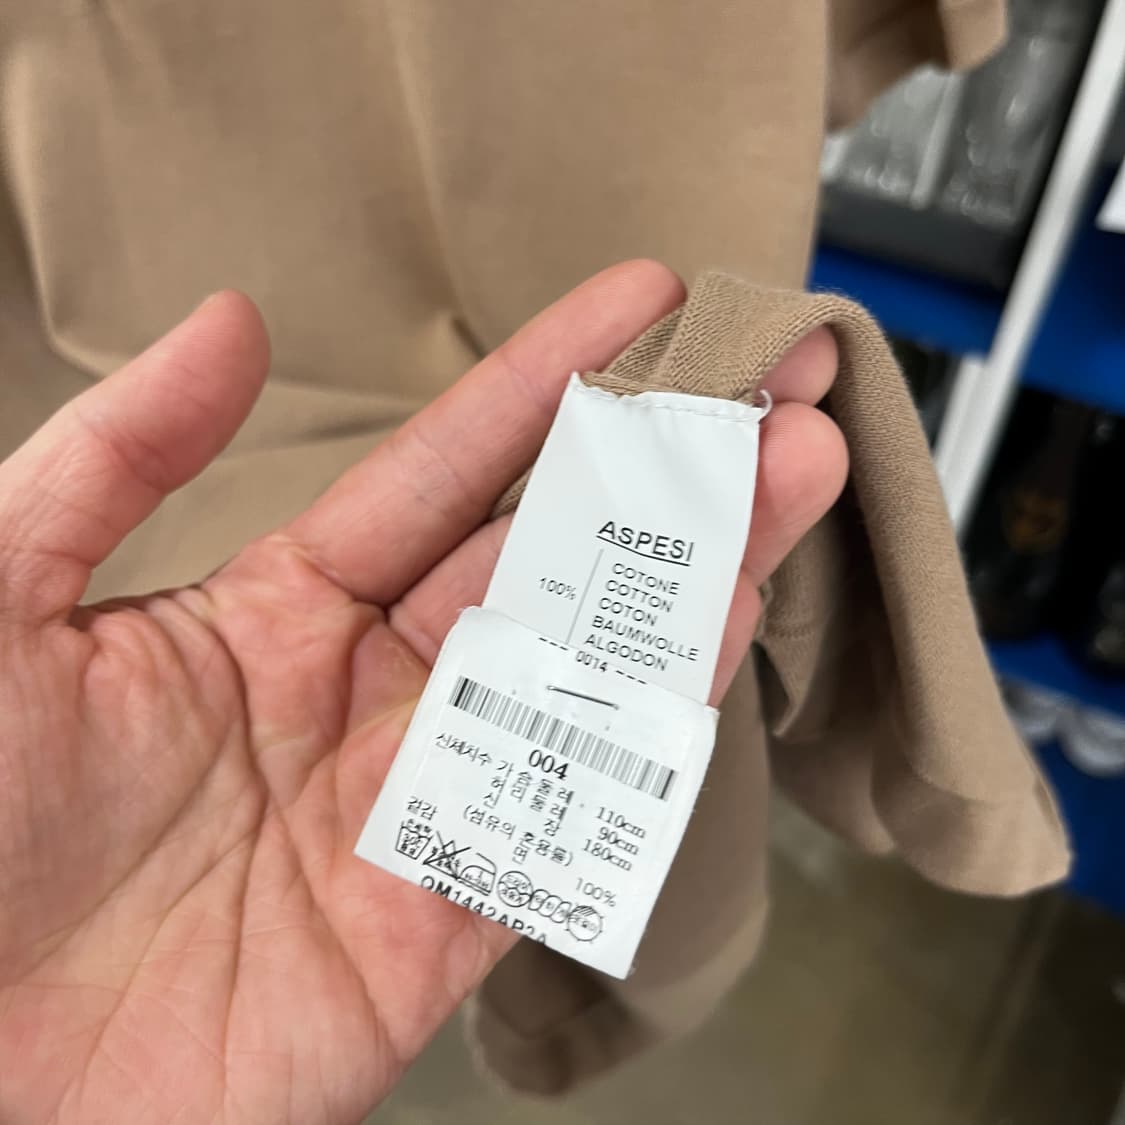 ASPESI
100%
COTONE
COTTON
COTON
BAUMWOLLE
ALGODON
--- 0014 ---
004
신체치수 가슴둘레 110cm
허리둘레 90cm
신 장 180cm
겉감 (섬유의 혼용률)
면 100%
QM1442AP2A